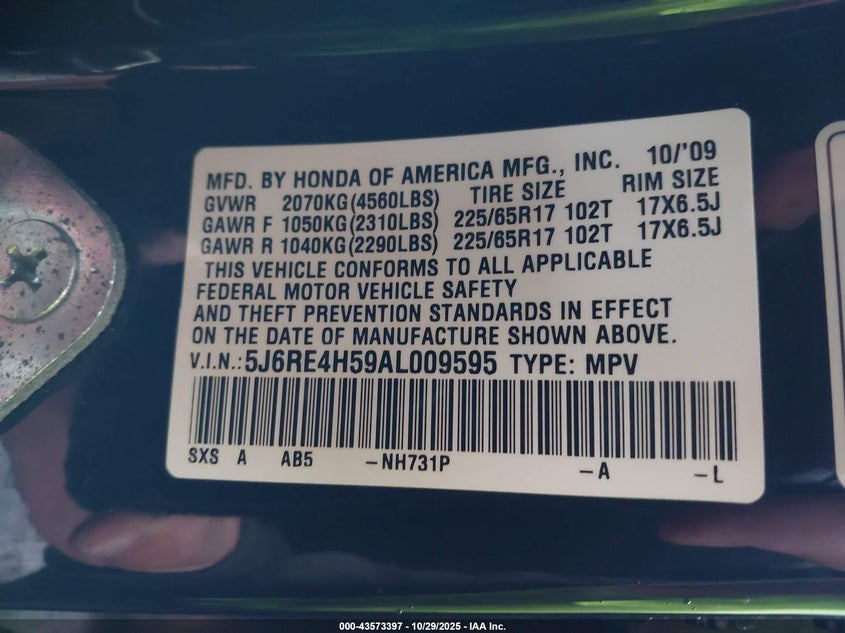 MFD. BY HONDA OF AMERICA MFG., INC. 10/'09
GVWR 2070KG(4560LBS) TIRE SIZE RIM SIZE
GAWR F 1050KG(2310LBS) 225/65R17 102T 17X6.5J
GAWR R 1040KG(2290LBS) 225/65R17 102T 17X6.5J
THIS VEHICLE CONFORMS TO ALL APPLICABLE
FEDERAL MOTOR VEHICLE SAFETY
AND THEFT PREVENTION STANDARDS IN EFFECT
ON THE DATE OF MANUFACTURE SHOWN ABOVE.
V.I.N.:5J6RE4H59AL009595 TYPE: MPV
SXS A AB5 -NH731P -A -L
000-43573397 - 10/29/2025 - IAA Inc.